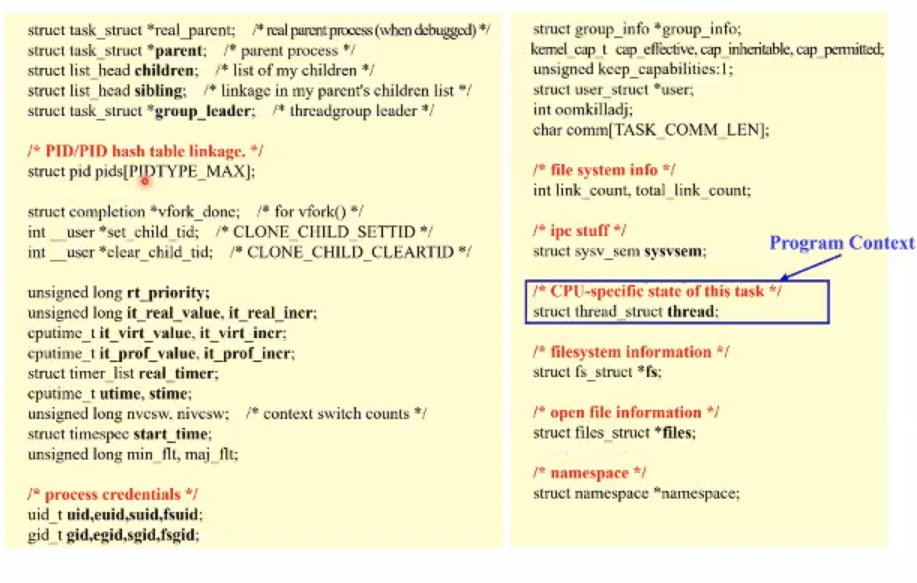 struct task_struct *real_parent; /* real parent process (when debugged) */
struct task_struct *parent; /* parent process */
struct list_head children; /* list of my children */
struct list_head sibling; /* linkage in my parent's children list */
struct task_struct *group_leader; /* threadgroup leader */
/* PID/PID hash table linkage. */
struct pid pids[PIDTYPE_MAX];
struct completion *vfork_done; /* for vfork() */
int __user *set_child_tid; /* CLONE_CHILD_SETTID */
int __user *clear_child_tid; /* CLONE_CHILD_CLEARTID */
unsigned long rt_priority;
unsigned long it_real_value, it_real_incr;
cputime_t it_virt_value, it_virt_incr;
cputime_t it_prof_value, it_prof_incr;
struct timer_list real_timer;
cputime_t utime, stime;
unsigned long nvcsw, nivcsw; /* context switch counts */
struct timespec start_time;
unsigned long min_flt, maj_flt;
/* process credentials */
uid_t uid,euid,suid,fsuid;
gid_t gid,egid,sgid,fsgid;
struct group_info *group_info;
kernel_cap_t cap_effective, cap_inheritable, cap_permitted;
unsigned keep_capabilities:1;
struct user_struct *user;
int oomkilladj;
char comm[TASK_COMM_LEN];
/* file system info */
int link_count, total_link_count;
/* ipc stuff */
struct sysv_sem sysvsem;
Program Context
/* CPU-specific state of this task */
struct thread_struct thread;
/* filesystem information */
struct fs_struct *fs;
/* open file information */
struct files_struct *files;
/* namespace */
struct namespace *namespace;